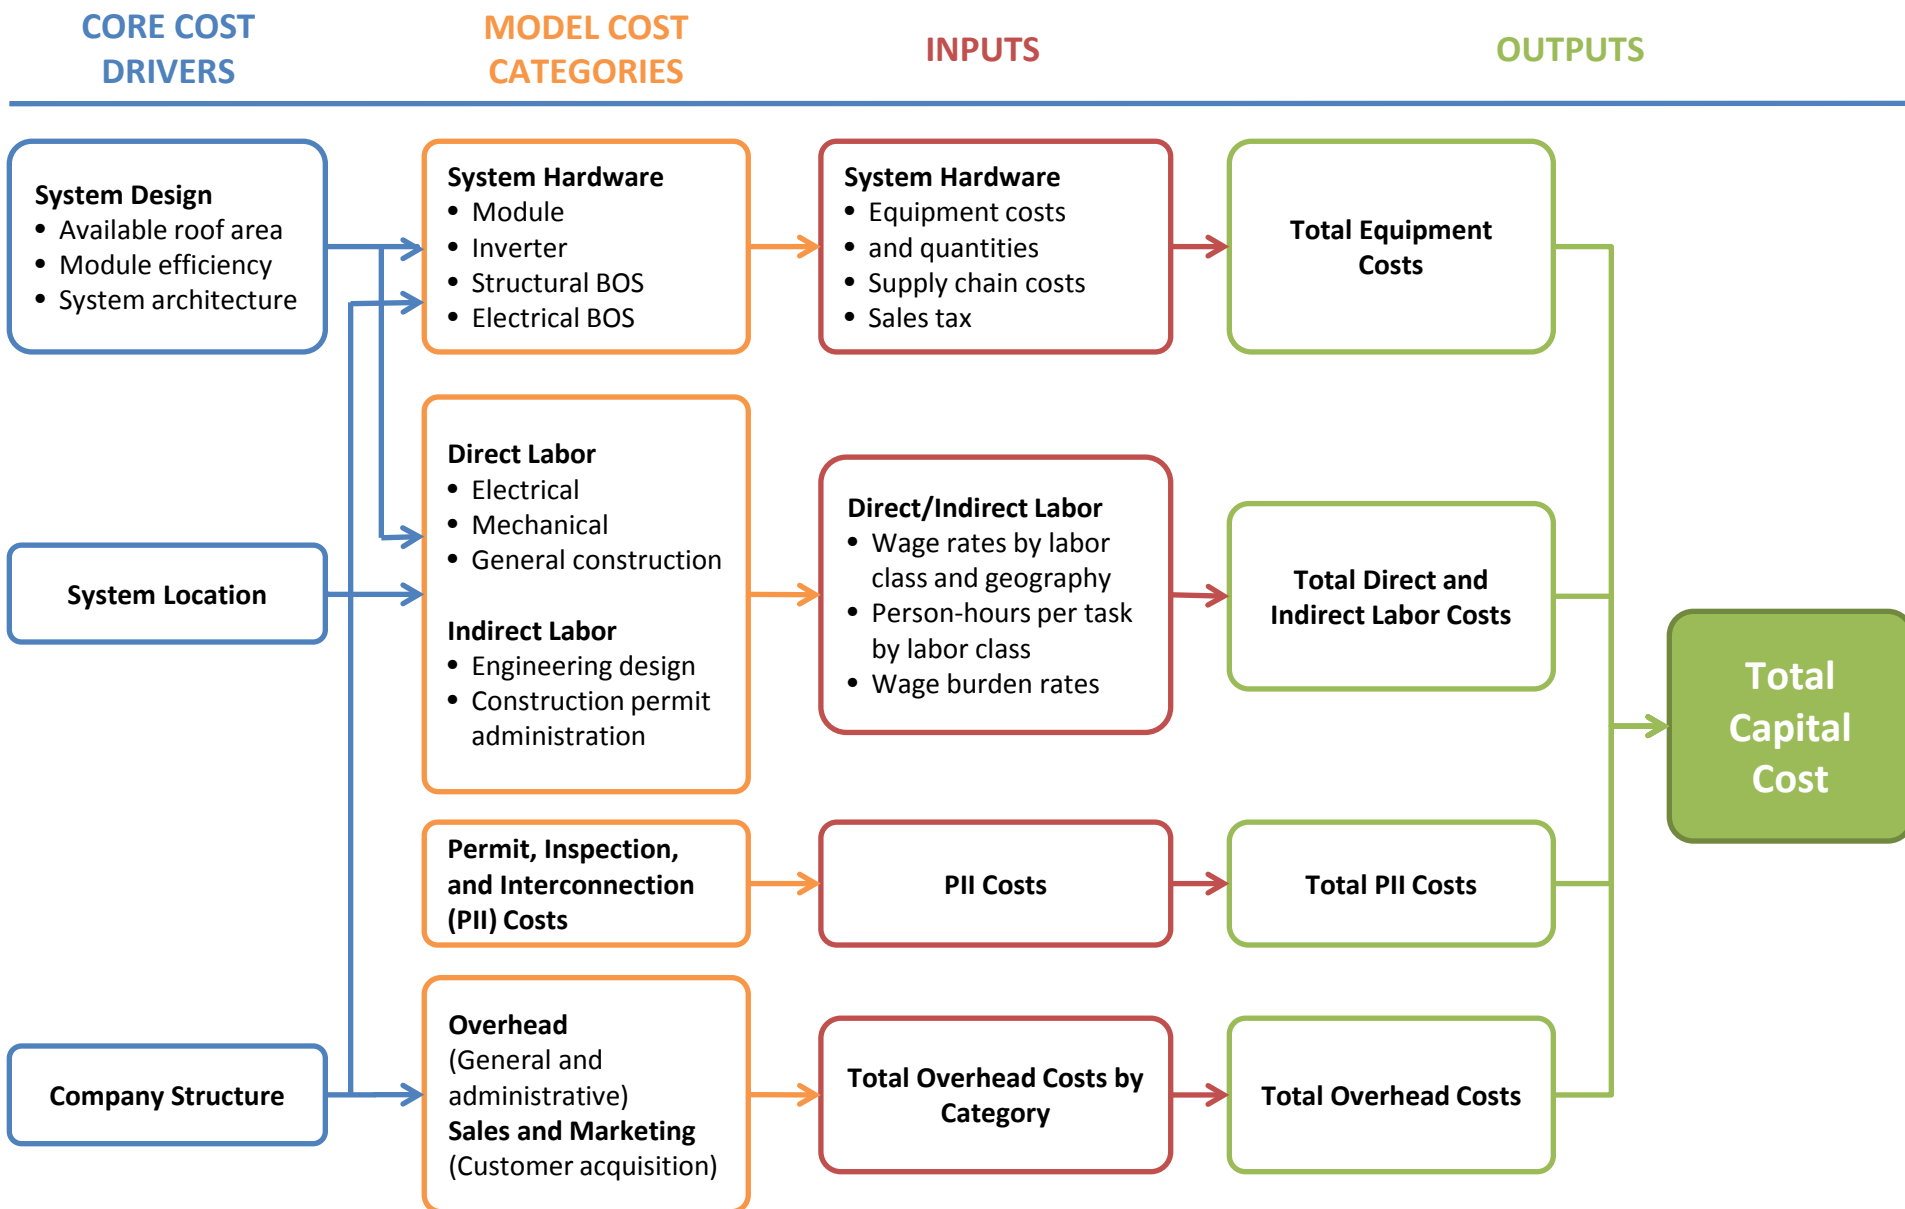 CORE COST
DRIVERS
MODEL COST
CATEGORIES
INPUTS
OUTPUTS
System Design
• Available roof area
• Module efficiency
• System architecture
System Hardware
• Module
• Inverter
• Structural BOS
• Electrical BOS
System Hardware
• Equipment costs
• and quantities
• Supply chain costs
• Sales tax
Total Equipment
Costs
System Location
Direct Labor
• Electrical
• Mechanical
• General construction
Indirect Labor
• Engineering design
• Construction permit
administration
Direct/Indirect Labor
• Wage rates by labor
class and geography
• Person-hours per task
by labor class
• Wage burden rates
Total Direct and
Indirect Labor Costs
Total
Capital
Cost
Permit, Inspection,
and Interconnection
(PII) Costs
PII Costs
Total PII Costs
Company Structure
Overhead
(General and
administrative)
Sales and Marketing
(Customer acquisition)
Total Overhead Costs by
Category
Total Overhead Costs